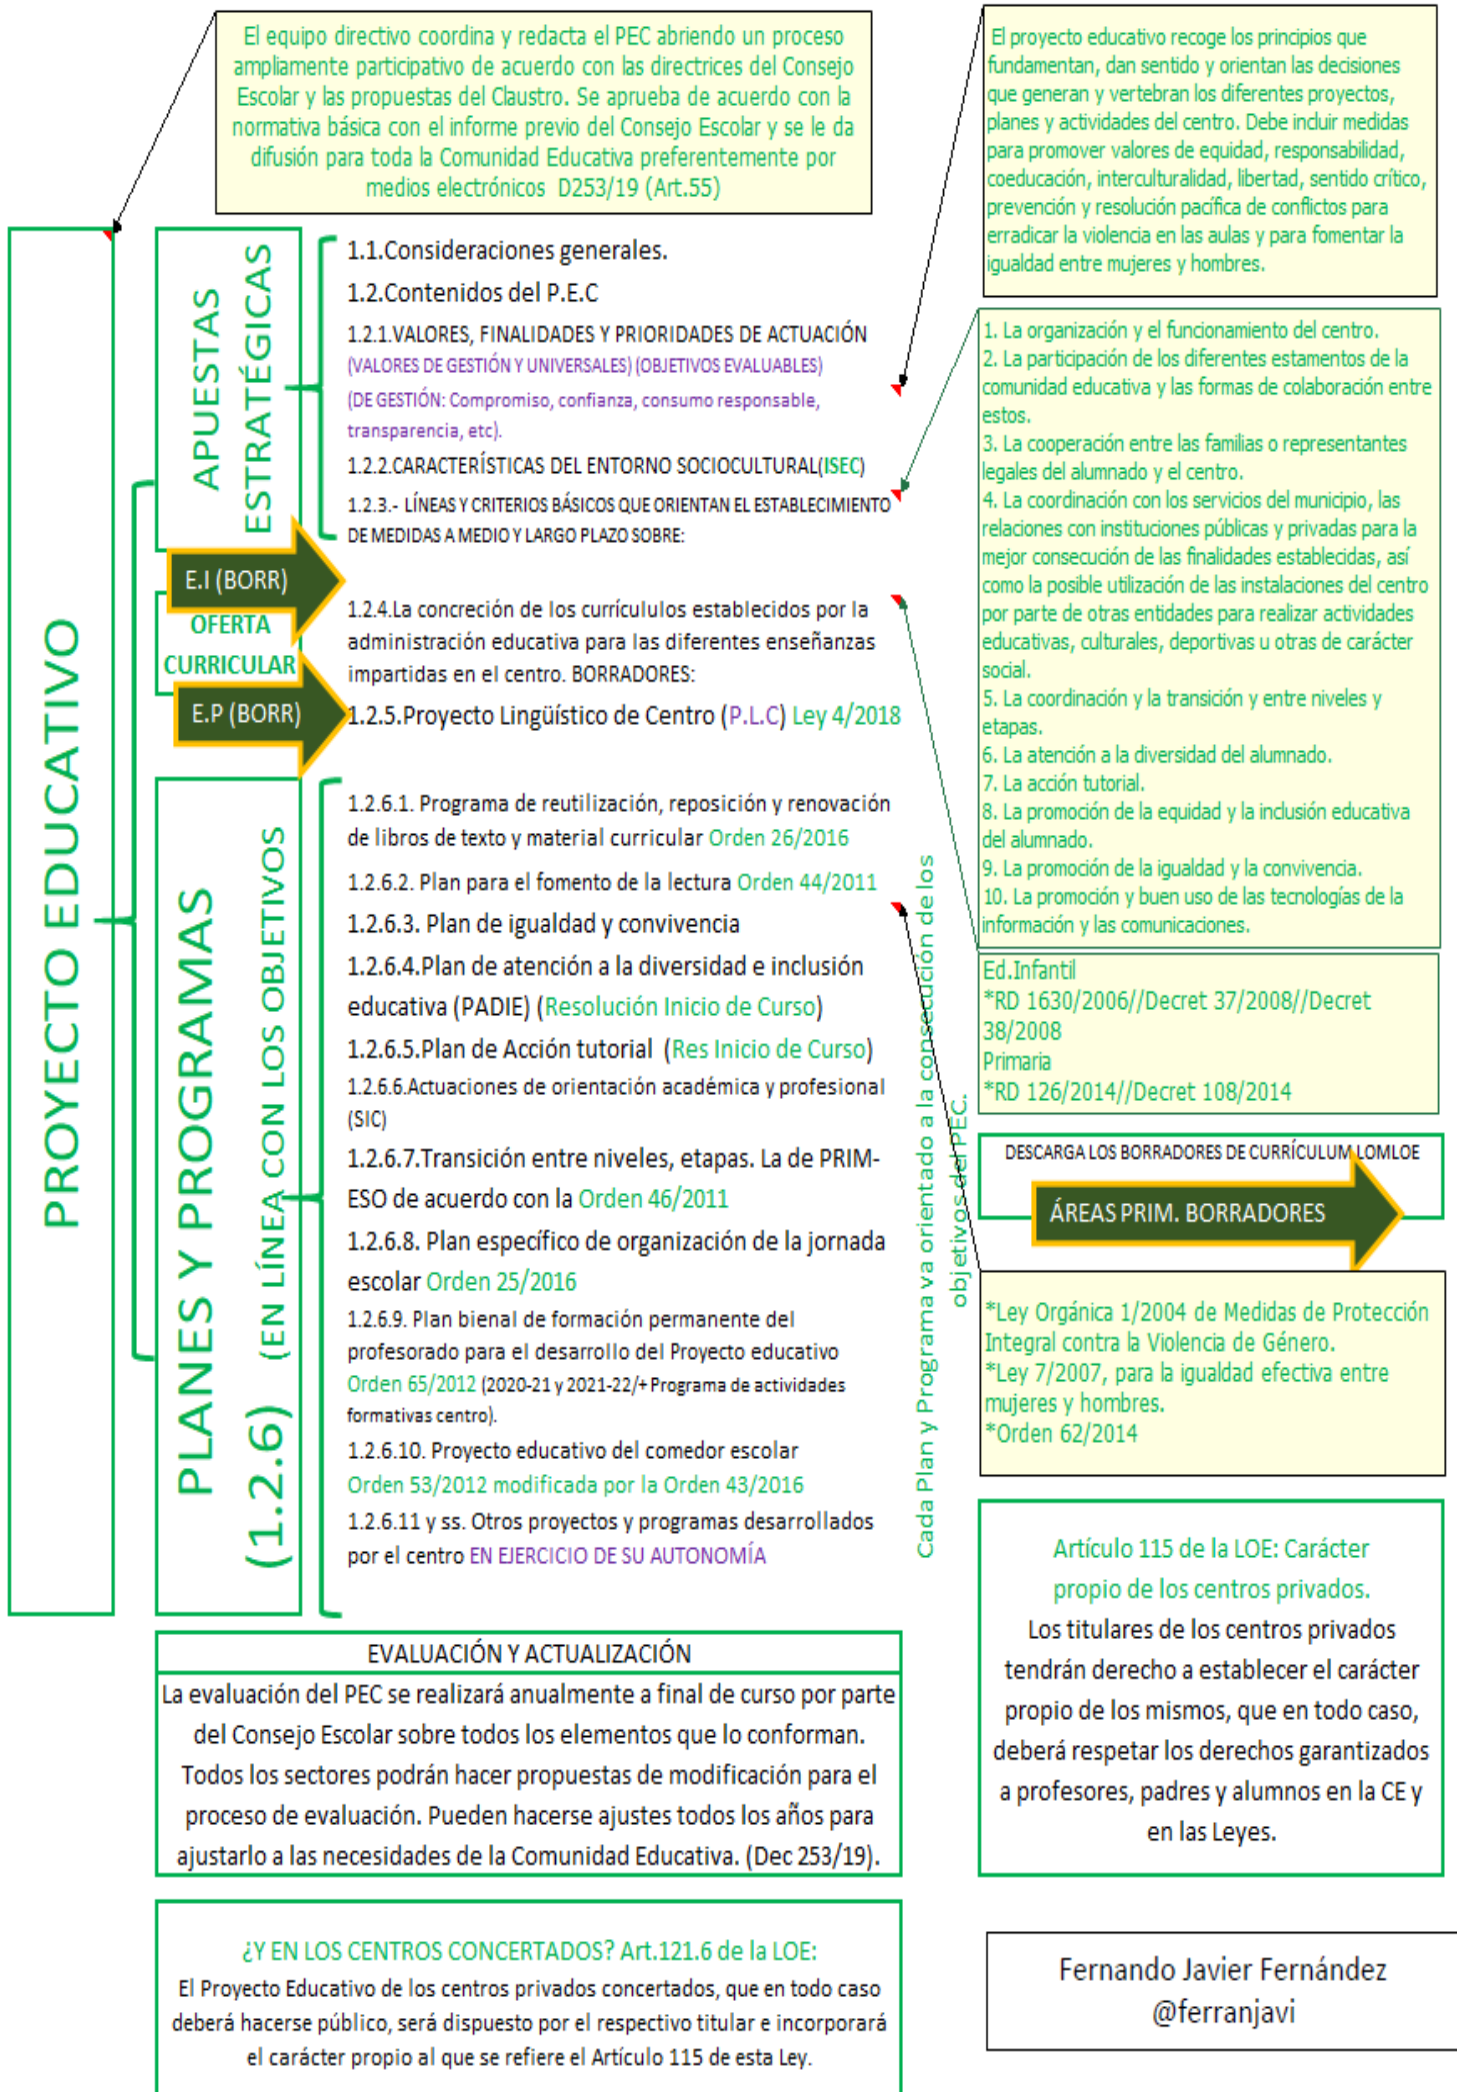 El equipo directivo coordina y redacta el PEC abriendo un proceso
ampliamente participativo de acuerdo con las directrices del Consejo
Escolar y las propuestas del Claustro. Se aprueba de acuerdo con la
normativa básica con el informe previo del Consejo Escolar y se le da
difusión para toda la Comunidad Educativa preferentemente por
medios electrónicos D253/19 (Art.55)
El proyecto educativo recoge los principios que
fundamentan, dan sentido y orientan las decisiones
que generan y vertebran los diferentes proyectos,
planes y actividades del centro. Debe incluir medidas
para promover valores de equidad, responsabilidad,
coeducación, interculturalidad, libertad, sentido crítico,
prevención y resolución pacífica de conflictos para
erradicar la violencia en las aulas y para fomentar la
igualdad entre mujeres y hombres.
PROYECTO EDUCATIVO
APUESTAS
ESTRATÉGICAS
1.1.Consideraciones generales.
1.2.Contenidos del P.E.C
1.2.1.VALORES, FINALIDADES Y PRIORIDADES DE ACTUACIÓN
(VALORES DE GESTIÓN Y UNIVERSALES) (OBJETIVOS EVALUABLES)
(DE GESTIÓN: Compromiso, confianza, consumo responsable,
transparencia, etc).
1.2.2.CARACTERÍSTICAS DEL ENTORNO SOCIOCULTURAL(ISEC)
1.2.3.- LÍNEAS Y CRITERIOS BÁSICOS QUE ORIENTAN EL ESTABLECIMIENTO
DE MEDIDAS A MEDIO Y LARGO PLAZO SOBRE:
1. La organización y el funcionamiento del centro.
2. La participación de los diferentes estamentos de la
comunidad educativa y las formas de colaboración entre
estos.
3. La cooperación entre las familias o representantes
legales del alumnado y el centro.
4. La coordinación con los servicios del municipio, las
relaciones con instituciones públicas y privadas para la
mejor consecución de las finalidades establecidas, así
como la posible utilización de las instalaciones del centro
por parte de otras entidades para realizar actividades
educativas, culturales, deportivas u otras de carácter
social.
5. La coordinación y la transición y entre niveles y
etapas.
6. La atención a la diversidad del alumnado.
7. La acción tutorial.
8. La promoción de la equidad y la inclusión educativa
del alumnado.
9. La promoción de la igualdad y la convivencia.
10. La promoción y buen uso de las tecnologías de la
información y las comunicaciones.
E.I (BORR)
OFERTA
CURRICULAR
E.P (BORR)
1.2.4.La concreción de los currícululos establecidos por la
administración educativa para las diferentes enseñanzas
impartidas en el centro. BORRADORES:
1.2.5.Proyecto Lingüístico de Centro (P.L.C) Ley 4/2018
PLANES Y PROGRAMAS
(1.2.6) (EN LÍNEA CON LOS OBJETIVOS
1.2.6.1. Programa de reutilización, reposición y renovación
de libros de texto y material curricular Orden 26/2016
1.2.6.2. Plan para el fomento de la lectura Orden 44/2011
1.2.6.3. Plan de igualdad y convivencia
1.2.6.4.Plan de atención a la diversidad e inclusión
educativa (PADIE) (Resolución Inicio de Curso)
1.2.6.5.Plan de Acción tutorial (Res Inicio de Curso)
1.2.6.6.Actuaciones de orientación académica y profesional
(SIC)
1.2.6.7.Transición entre niveles, etapas. La de PRIM-
ESO de acuerdo con la Orden 46/2011
1.2.6.8. Plan específico de organización de la jornada
escolar Orden 25/2016
1.2.6.9. Plan bienal de formación permanente del
profesorado para el desarrollo del Proyecto educativo
Orden 65/2012 (2020-21 y 2021-22/+ Programa de actividades
formativas centro).
1.2.6.10. Proyecto educativo del comedor escolar
Orden 53/2012 modificada por la Orden 43/2016
1.2.6.11 y ss. Otros proyectos y programas desarrollados
por el centro EN EJERCICIO DE SU AUTONOMÍA
Cada Plan y Programa va orientado a la consecución de los
objetivos del PEC.
Ed.Infantil
*RD 1630/2006//Decret 37/2008//Decret
38/2008
Primaria
*RD 126/2014//Decret 108/2014
DESCARGA LOS BORRADORES DE CURRÍCULUM LOMLOE
ÁREAS PRIM. BORRADORES
*Ley Orgánica 1/2004 de Medidas de Protección
Integral contra la Violencia de Género.
*Ley 7/2007, para la igualdad efectiva entre
mujeres y hombres.
*Orden 62/2014
Artículo 115 de la LOE: Carácter
propio de los centros privados.
Los titulares de los centros privados
tendrán derecho a establecer el carácter
propio de los mismos, que en todo caso,
deberá respetar los derechos garantizados
a profesores, padres y alumnos en la CE y
en las Leyes.
EVALUACIÓN Y ACTUALIZACIÓN
La evaluación del PEC se realizará anualmente a final de curso por parte
del Consejo Escolar sobre todos los elementos que lo conforman.
Todos los sectores podrán hacer propuestas de modificación para el
proceso de evaluación. Pueden hacerse ajustes todos los años para
ajustarlo a las necesidades de la Comunidad Educativa. (Dec 253/19).
¿Y EN LOS CENTROS CONCERTADOS? Art.121.6 de la LOE:
El Proyecto Educativo de los centros privados concertados, que en todo caso
deberá hacerse público, será dispuesto por el respectivo titular e incorporará
el carácter propio al que se refiere el Artículo 115 de esta Ley.
Fernando Javier Fernández
@ferranjavi